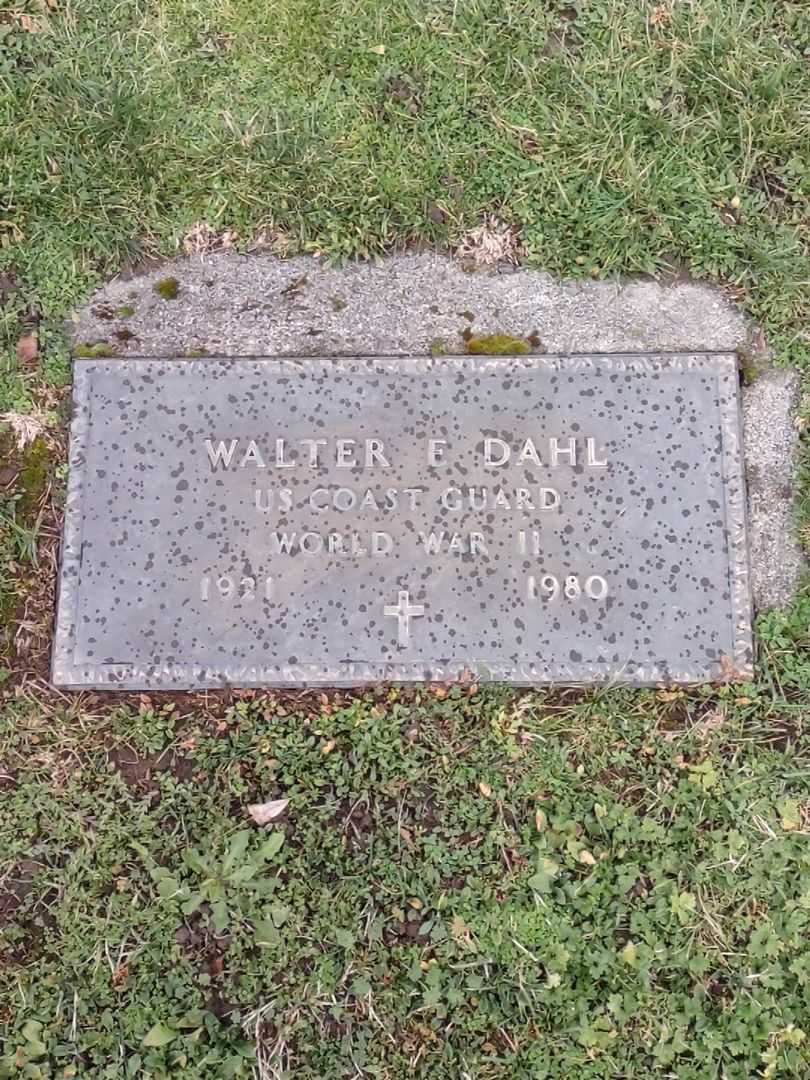 WALTER E DAHL
US COAST GUARD
WORLD WAR II
1921 1980